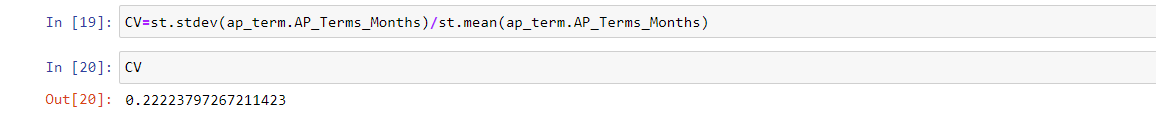 In [19]: CV=st.stdev(ap_term.AP_Terms_Months)/st.mean(ap_term.AP_Terms_Months)
In [20]: CV
Out[20]: 0.22223797267211423